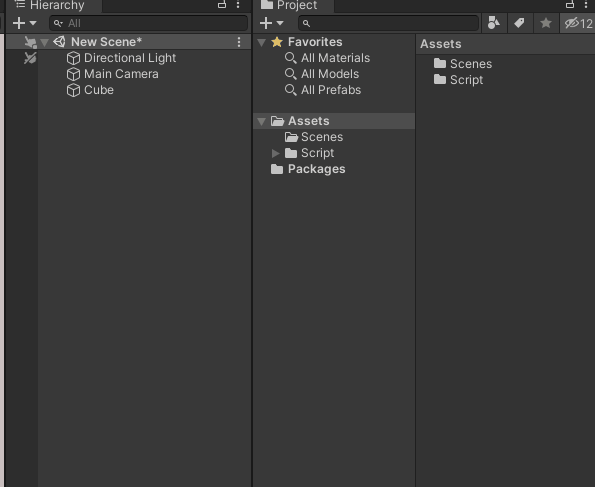 Hierarchy
All
New Scene*
Directional Light
Main Camera
Cube
Project
12
Favorites
All Materials
All Models
All Prefabs
Assets
Scenes
Script
Packages
Assets
Scenes
Script